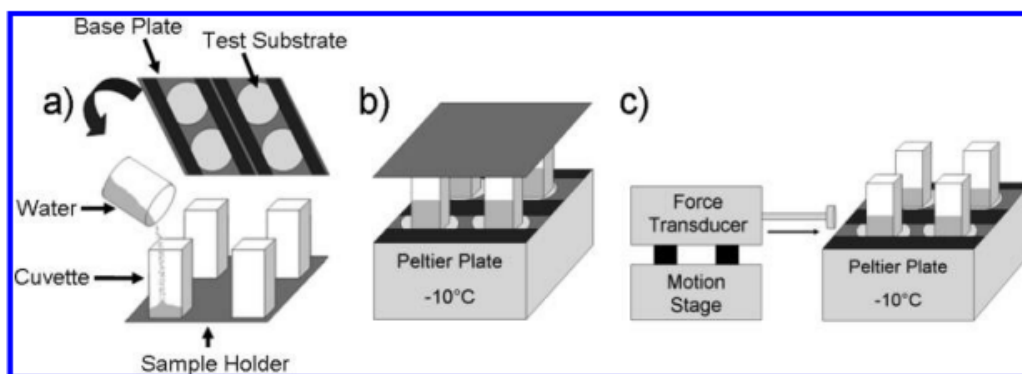 a)
Base Plate
Test Substrate
Water
Cuvette
Sample Holder
b)
Peltier Plate
-10°C
c)
Force
Transducer
Motion
Stage
Peltier Plate
-10°C